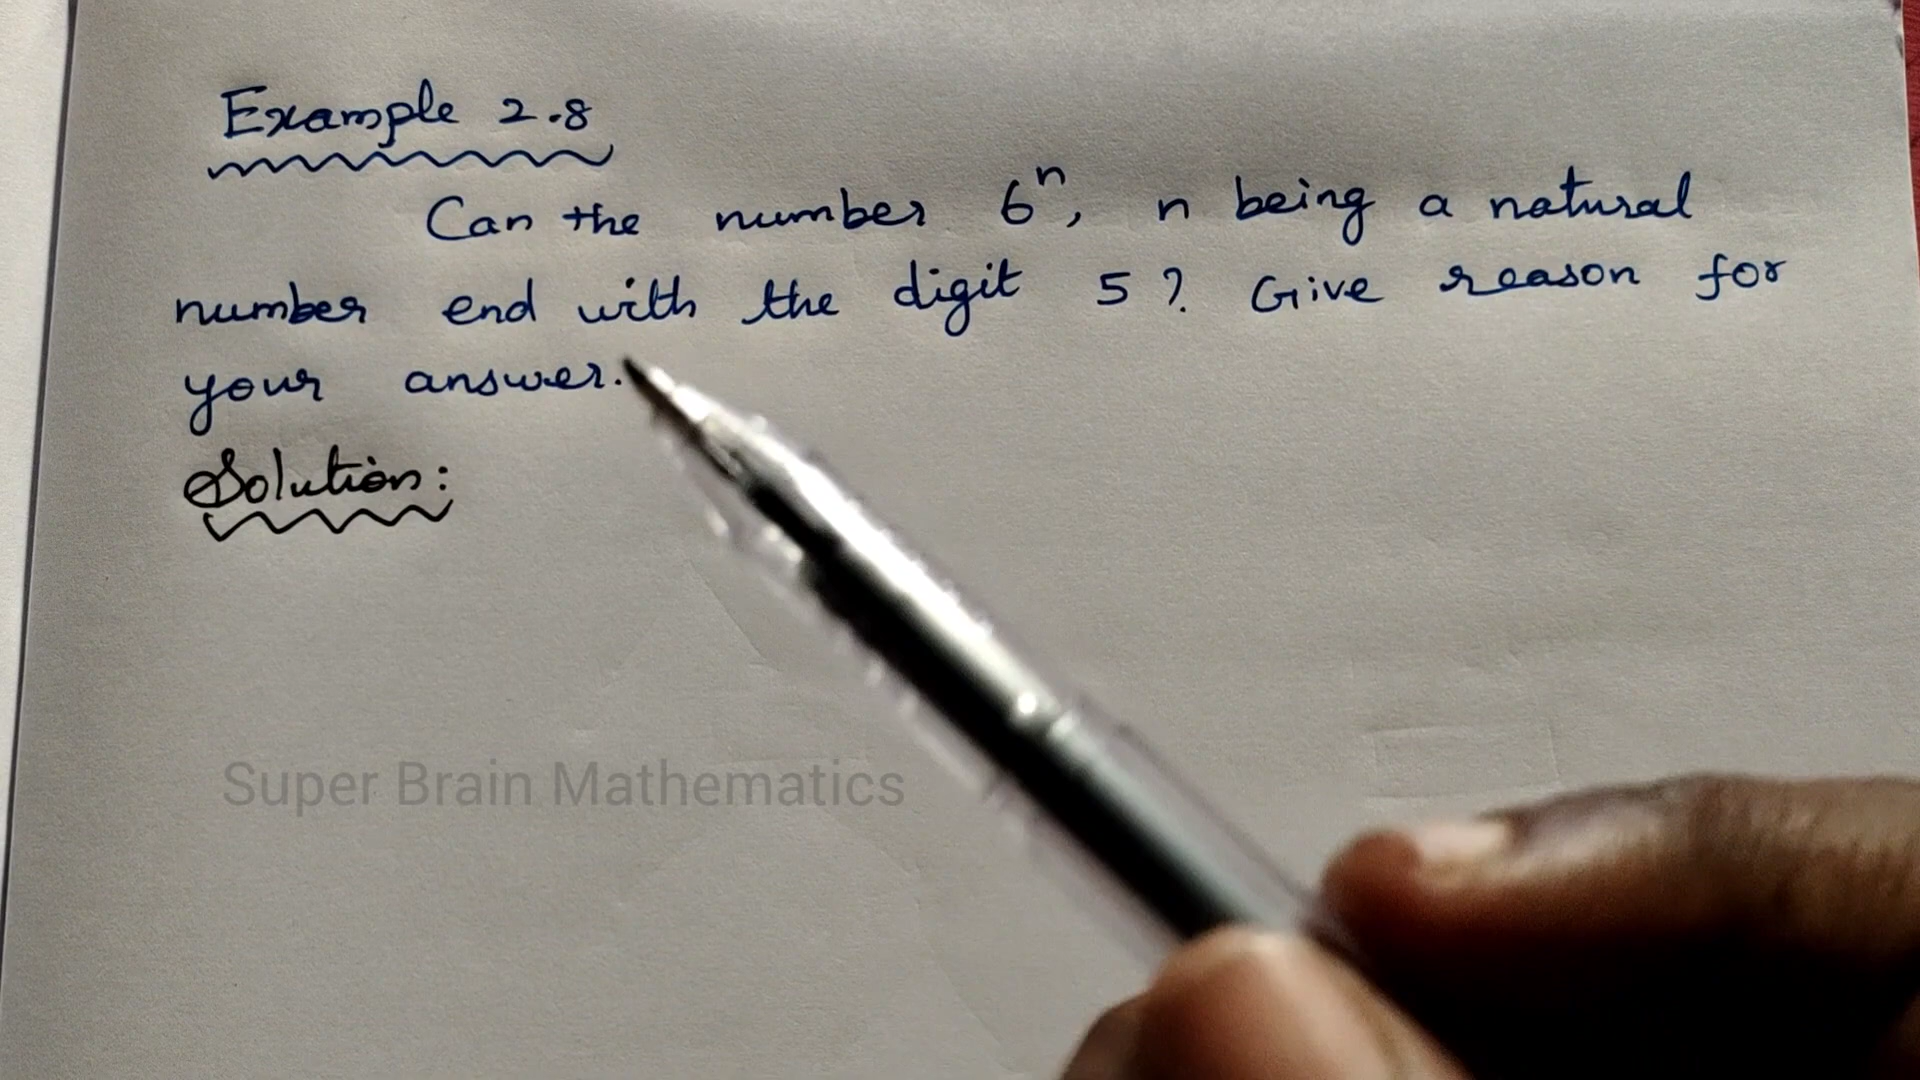 Example 2.8
Can the number 6ⁿ, n being a natural
number end with the digit 5? Give reason for
your answer.
Solution:
Super Brain Mathematics